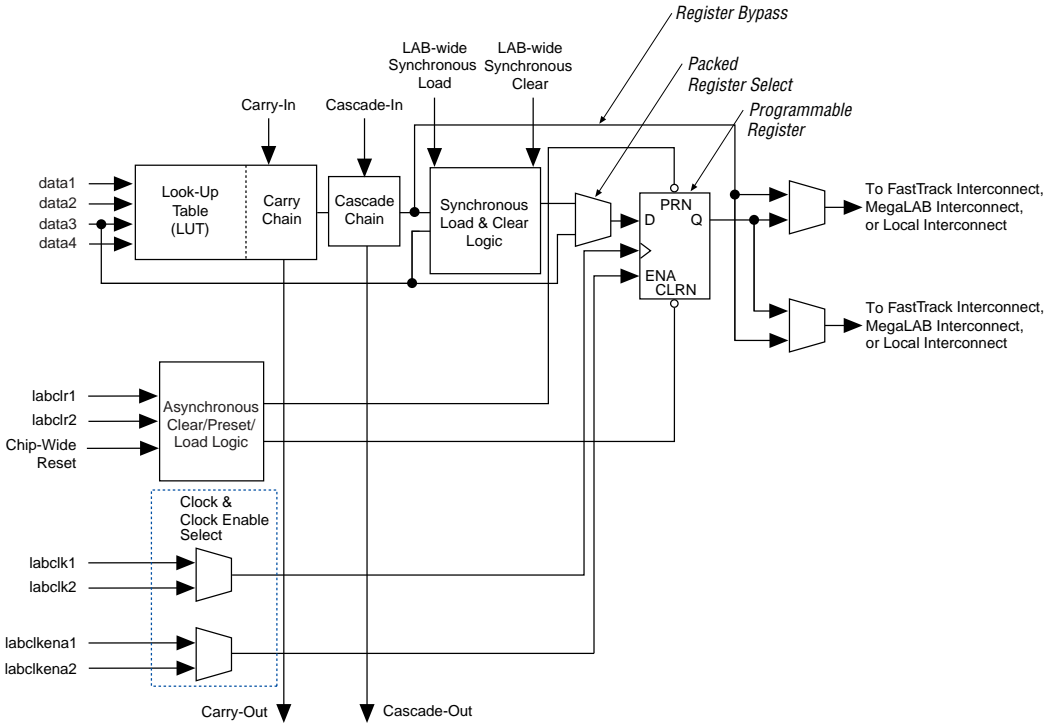 Register Bypass
LAB-wide
Synchronous
Load
LAB-wide
Synchronous
Clear
Packed
Register Select
Programmable
Register
Carry-In
Cascade-In
data1
data2
data3
data4
Look-Up
Table
(LUT)
Carry
Chain
Cascade
Chain
Synchronous
Load & Clear
Logic
PRN
D
Q
ENA
CLRN
To FastTrack Interconnect,
MegaLAB Interconnect,
or Local Interconnect
To FastTrack Interconnect,
MegaLAB Interconnect,
or Local Interconnect
labclr1
labclr2
Chip-Wide
Reset
Asynchronous
Clear/Preset/
Load Logic
Clock &
Clock Enable
Select
labclk1
labclk2
labclkena1
labclkena2
Carry-Out
Cascade-Out